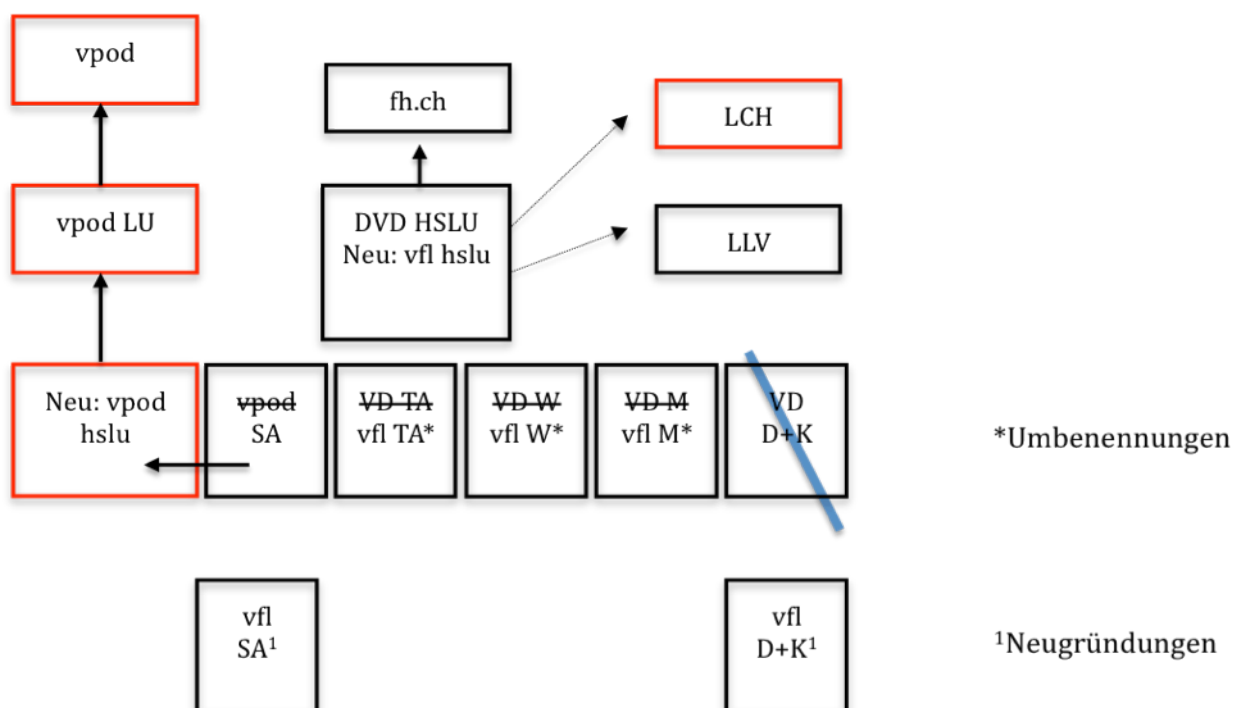 vpod
fh.ch
LCH
vpod LU
DVD HSLU
Neu: vfl hslu
LLV
Neu: vpod
hslu
vpod
SA
VD TA
vfl TA*
VD W
vfl W*
VD M
vfl M*
VD
D+K
*Umbenennungen
vfl
SA¹
vfl
D+K¹
¹Neugründungen